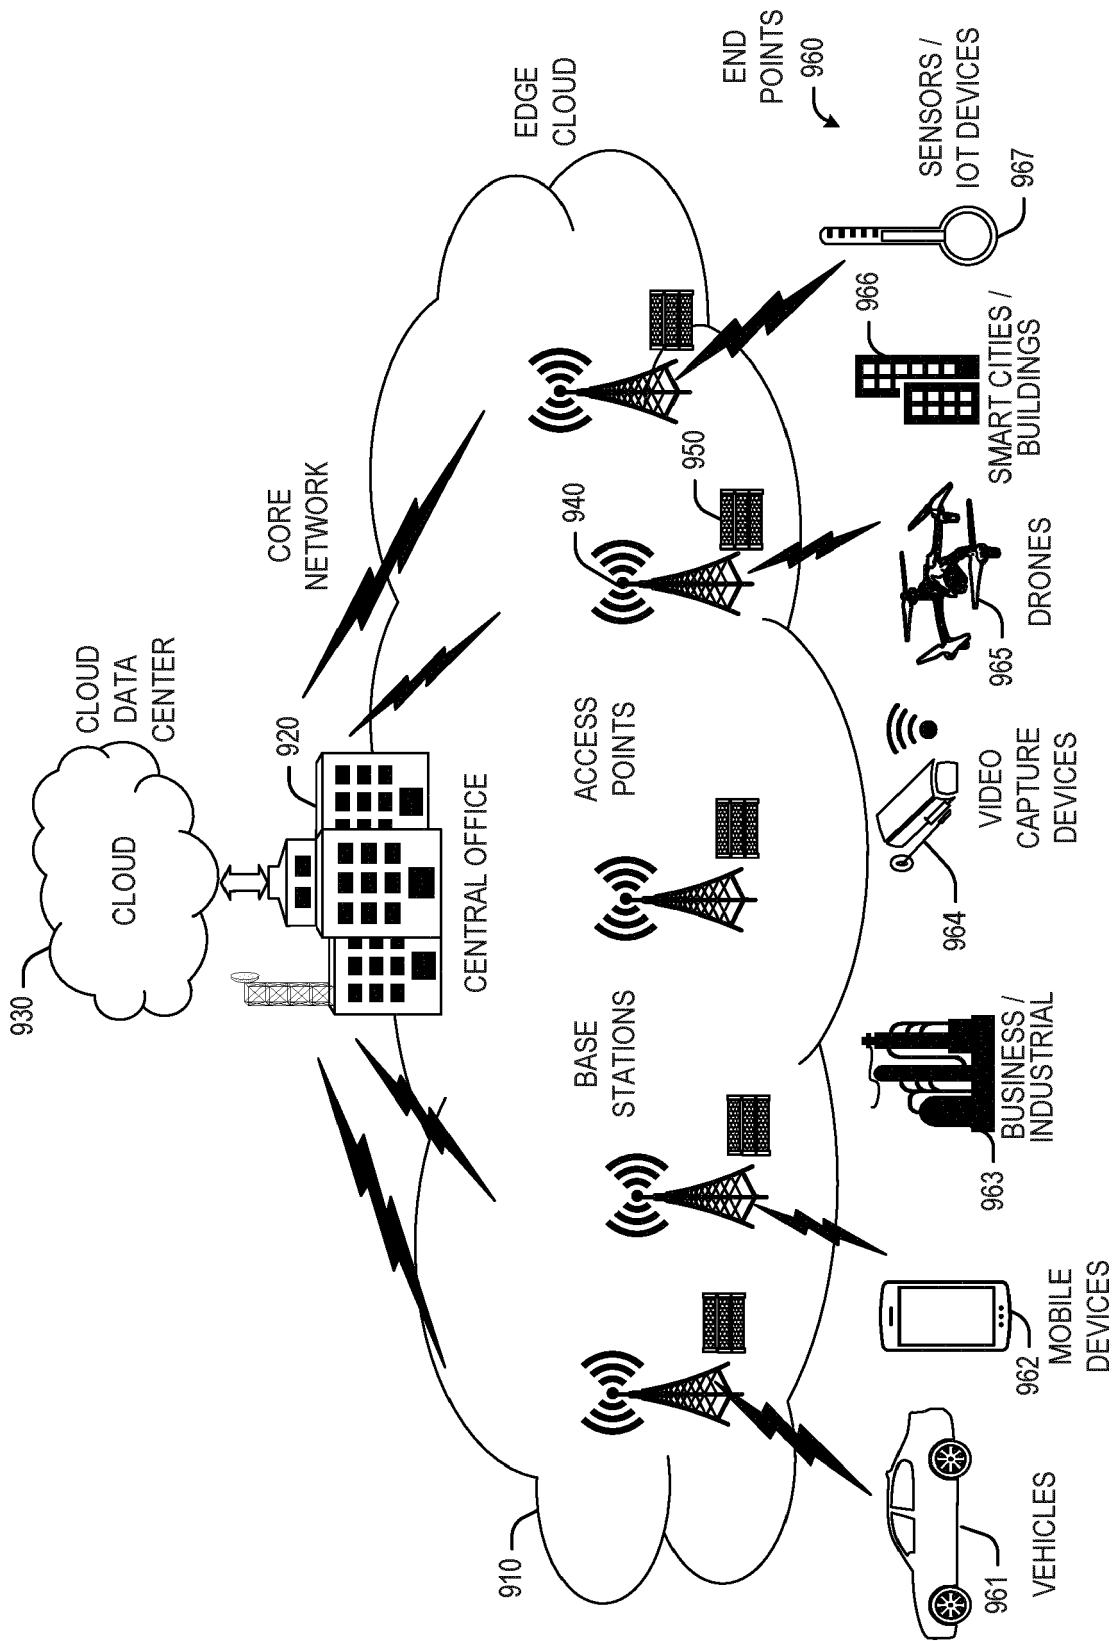 930
CLOUD
CLOUD
DATA
CENTER
920
CORE
NETWORK
CENTRAL OFFICE
EDGE
CLOUD
910
BASE
STATIONS
ACCESS
POINTS
940
950
END
POINTS
960
961
VEHICLES
962
MOBILE
DEVICES
963
BUSINESS /
INDUSTRIAL
964
VIDEO
CAPTURE
DEVICES
965
DRONES
966
SMART CITIES /
BUILDINGS
SENSORS /
IOT DEVICES
967